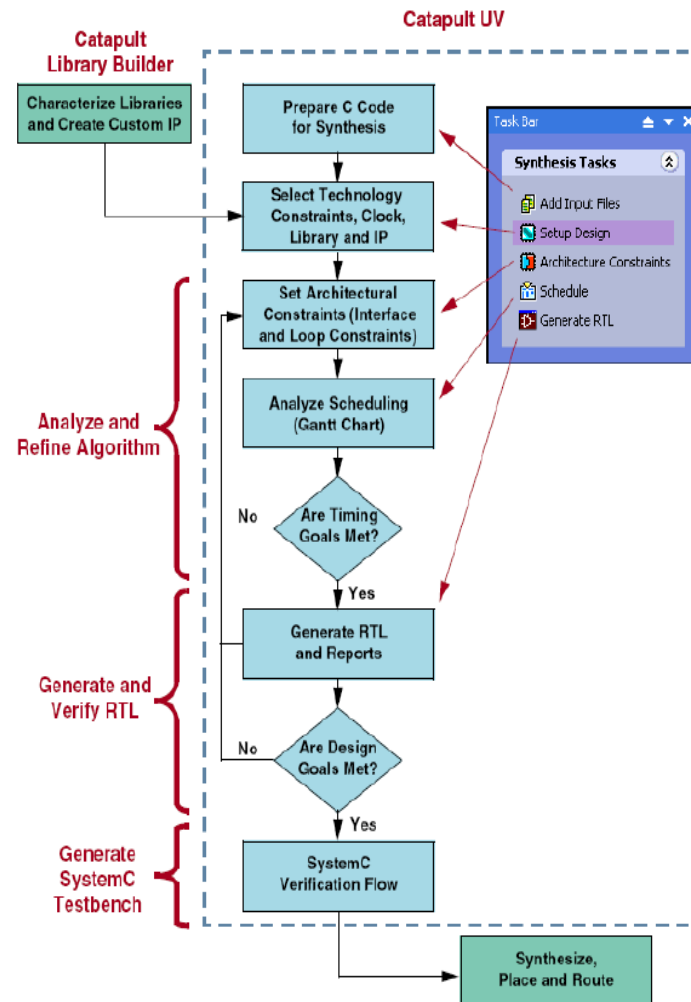 Catapult UV
Catapult
Library Builder
Characterize Libraries
and Create Custom IP
Prepare C Code
for Synthesis
Task Bar
Synthesis Tasks
Add Input Files
Setup Design
Architecture Constraints
Schedule
Generate RTL
Select Technology
Constraints, Clock,
Library and IP
Set Architectural
Constraints (Interface
and Loop Constraints)
Analyze and
Refine Algorithm
Analyze Scheduling
(Gantt Chart)
No
Are Timing
Goals Met?
Yes
Generate RTL
and Reports
Generate and
Verify RTL
No
Are Design
Goals Met?
Yes
Generate
SystemC
Testbench
SystemC
Verification Flow
Synthesize,
Place and Route